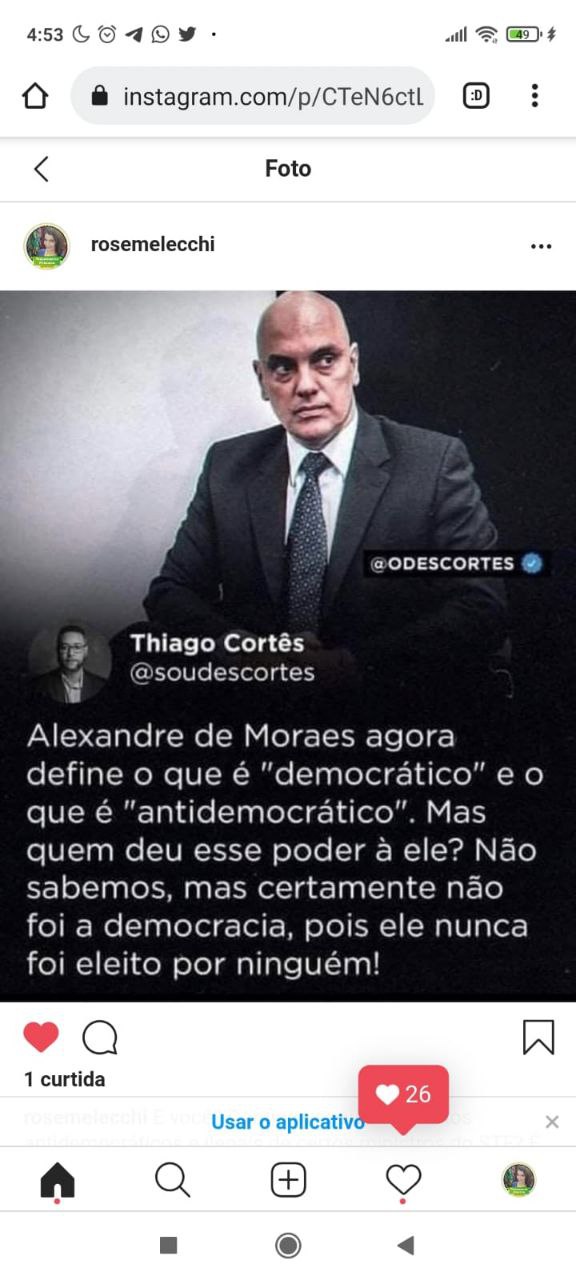 4:53
49
instagram.com/p/CTeN6ctL
:D
Foto
rosemelecchi
@ODESCORTES
Thiago Cortês
@soudescortes
Alexandre de Moraes agora
define o que é "democrático" e o
que é "antidemocrático". Mas
quem deu esse poder à ele? Não
sabemos, mas certamente não
foi a democracia, pois ele nunca
foi eleito por ninguém!
1 curtida
26
rosemelecchi E você
Usar o aplicativo